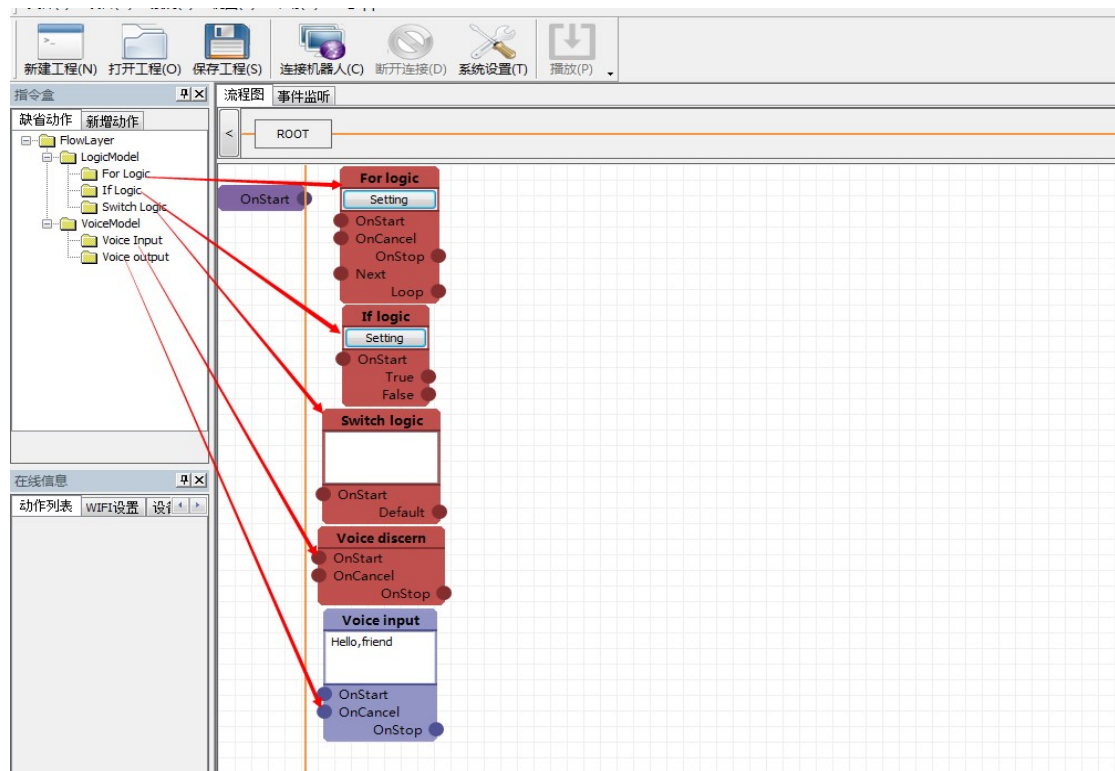 新建工程(N) 打开工程(O) 保存工程(S) 连接机器人(C) 断开连接(D) 系统设置(T) 播放(P)
指令盒
缺省动作 新增动作
FlowLayer
LogicModel
For Logic
If Logic
Switch Logic
VoiceModel
Voice Input
Voice output
在线信息
动作列表 WIFI设置
流程图 事件监听
< ROOT
OnStart
For logic
Setting
OnStart
OnCancel
OnStop
Next
Loop
If logic
Setting
OnStart
True
False
Switch logic
OnStart
Default
Voice discern
OnStart
OnCancel
OnStop
Voice input
Hello,friend
OnStart
OnCancel
OnStop